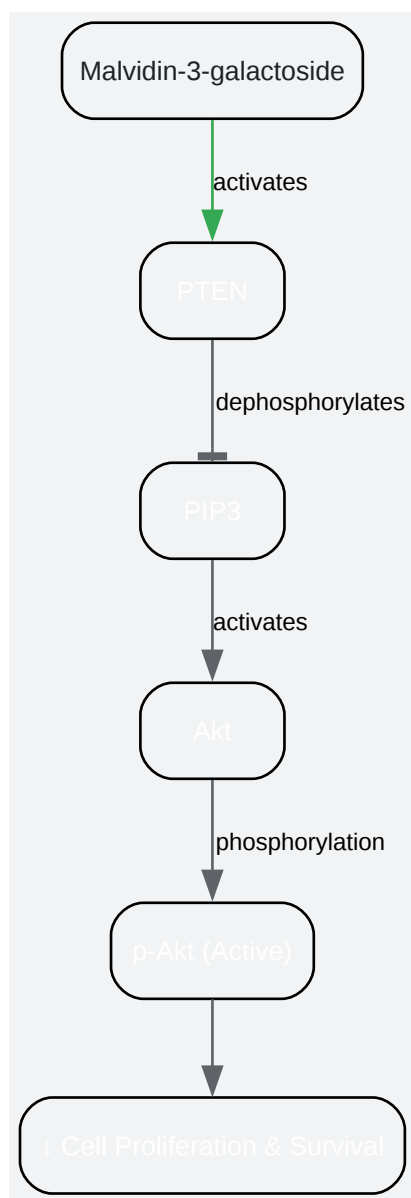 Malvidin-3-galactoside
activates
PTEN
dephosphorylates
PIP3
activates
Akt
phosphorylation
p-Akt (Active)
↓ Cell Proliferation & Survival